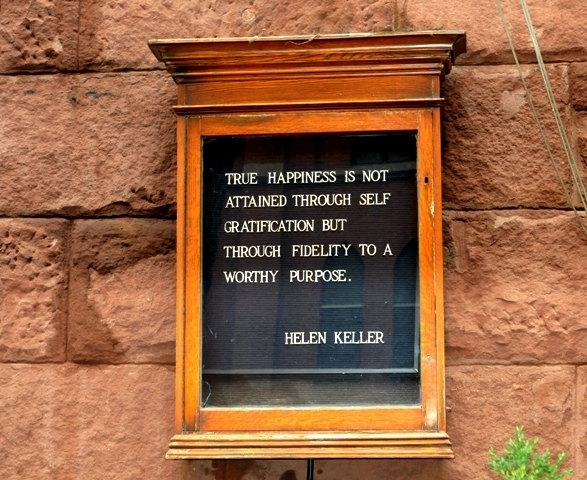 TRUE HAPPINESS IS NOT
ATTAINED THROUGH SELF
GRATIFICATION BUT
THROUGH FIDELITY TO A
WORTHY PURPOSE.
HELEN KELLER